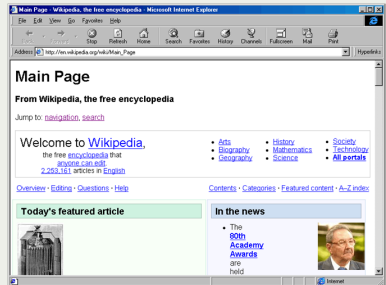 Main Page - Wikipedia, the free encyclopedia - Microsoft Internet Explorer
File Edit View Go Favorites Help
Back Forward Stop Refresh Home Search Favorites History Channels Fullscreen Mail Print
Address http://en.wikipedia.org/wiki/Main_Page Hyperlinks
Main Page
From Wikipedia, the free encyclopedia
Jump to: navigation, search
Welcome to Wikipedia,
the free encyclopedia that
anyone can edit.
2,253,161 articles in English
• Arts
• Biography
• Geography
• History
• Mathematics
• Science
• Society
• Technology
• All portals
Overview · Editing · Questions · Help
Contents · Categories · Featured content · A–Z index
Today's featured article
In the news
• The
80th
Academy
Awards
are
held
Internet